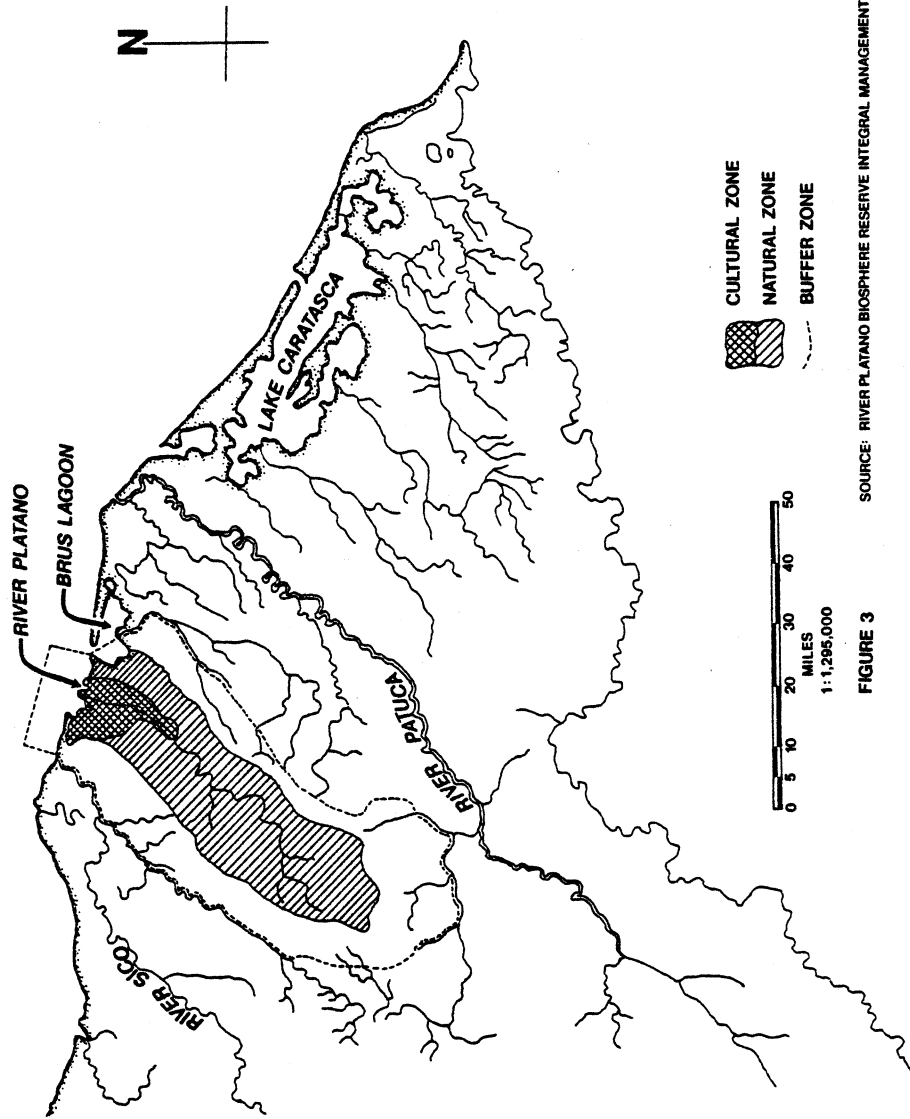 N
RIVER PLATANO
BRUS LAGOON
LAKE CARATASCA
RIVER SICO
RIVER PATUCA
CULTURAL ZONE
NATURAL ZONE
BUFFER ZONE
0 5 10 20 30 40 50
MILES
1:1,295,000
FIGURE 3
SOURCE: RIVER PLATANO BIOSPHERE RESERVE INTEGRAL MANAGEMENT